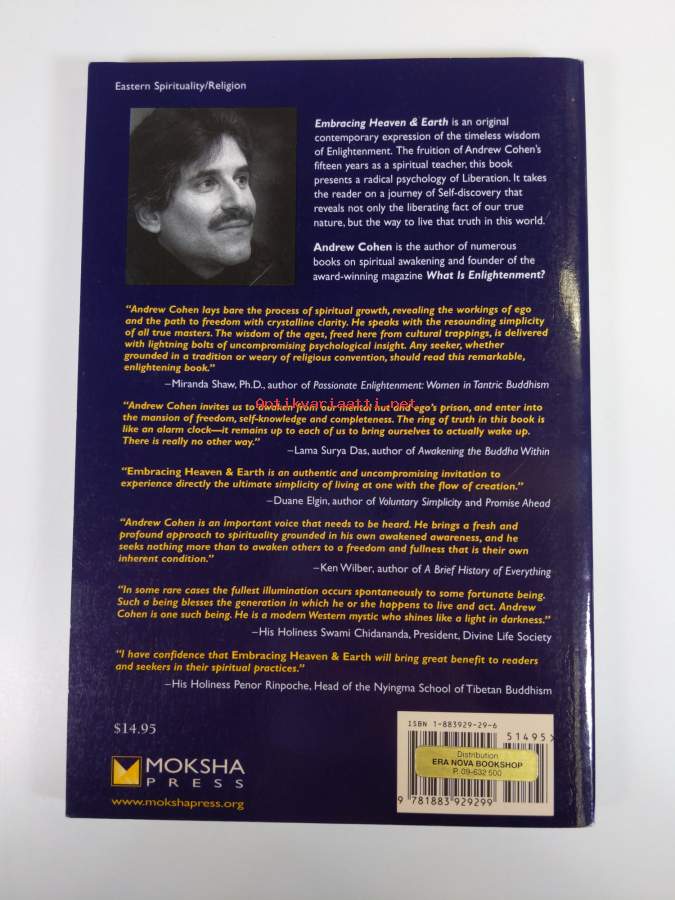 Eastern Spirituality/Religion
Embracing Heaven & Earth is an original
contemporary expression of the timeless wisdom
of Enlightenment. The fruition of Andrew Cohen's
fifteen years as a spiritual teacher, this book
presents a radical psychology of Liberation. It takes
the reader on a journey of Self-discovery that
reveals not only the liberating fact of our true
nature, but the way to live that truth in this world.
Andrew Cohen is the author of numerous
books on spiritual awakening and founder of the
award-winning magazine What Is Enlightenment?
"Andrew Cohen lays bare the process of spiritual growth, revealing the workings of ego
and the path to freedom with crystalline clarity. He speaks with the resounding simplicity
of all true masters. The wisdom of the ages, freed here from cultural trappings, is delivered
with lightning bolts of uncompromising psychological insight. Any seeker, whether
grounded in a tradition or weary of religious convention, should read this remarkable,
enlightening book."
–Miranda Shaw, Ph.D., author of Passionate Enlightenment: Women in Tantric Buddhism
Optikvariaatti.net
"Andrew Cohen invites us to awaken from our mental hut and ego's prison, and enter into
the mansion of freedom, self-knowledge and completeness. The ring of truth in this book is
like an alarm clock—it remains up to each of us to bring ourselves to actually wake up.
There is really no other way."
–Lama Surya Das, author of Awakening the Buddha Within
"Embracing Heaven & Earth is an authentic and uncompromising invitation to
experience directly the ultimate simplicity of living at one with the flow of creation."
–Duane Elgin, author of Voluntary Simplicity and Promise Ahead
"Andrew Cohen is an important voice that needs to be heard. He brings a fresh and
profound approach to spirituality grounded in his own awakened awareness, and he
seeks nothing more than to awaken others to a freedom and fullness that is their own
inherent condition."
–Ken Wilber, author of A Brief History of Everything
"In some rare cases the fullest illumination occurs spontaneously to some fortunate being.
Such a being blesses the generation in which he or she happens to live and act. Andrew
Cohen is one such being. He is a modern Western mystic who shines like a light in darkness."
–His Holiness Swami Chidananda, President, Divine Life Society
"I have confidence that Embracing Heaven & Earth will bring great benefit to readers
and seekers in their spiritual practices."
–His Holiness Penor Rinpoche, Head of the Nyingma School of Tibetan Buddhism
$14.95
MOKSHA
PRESS
www.mokshapress.org
ISBN 1-883929-29-6
51495>
Distribution:
ERA NOVA BOOKSHOP
P. 09-632 500
9 781883 929299